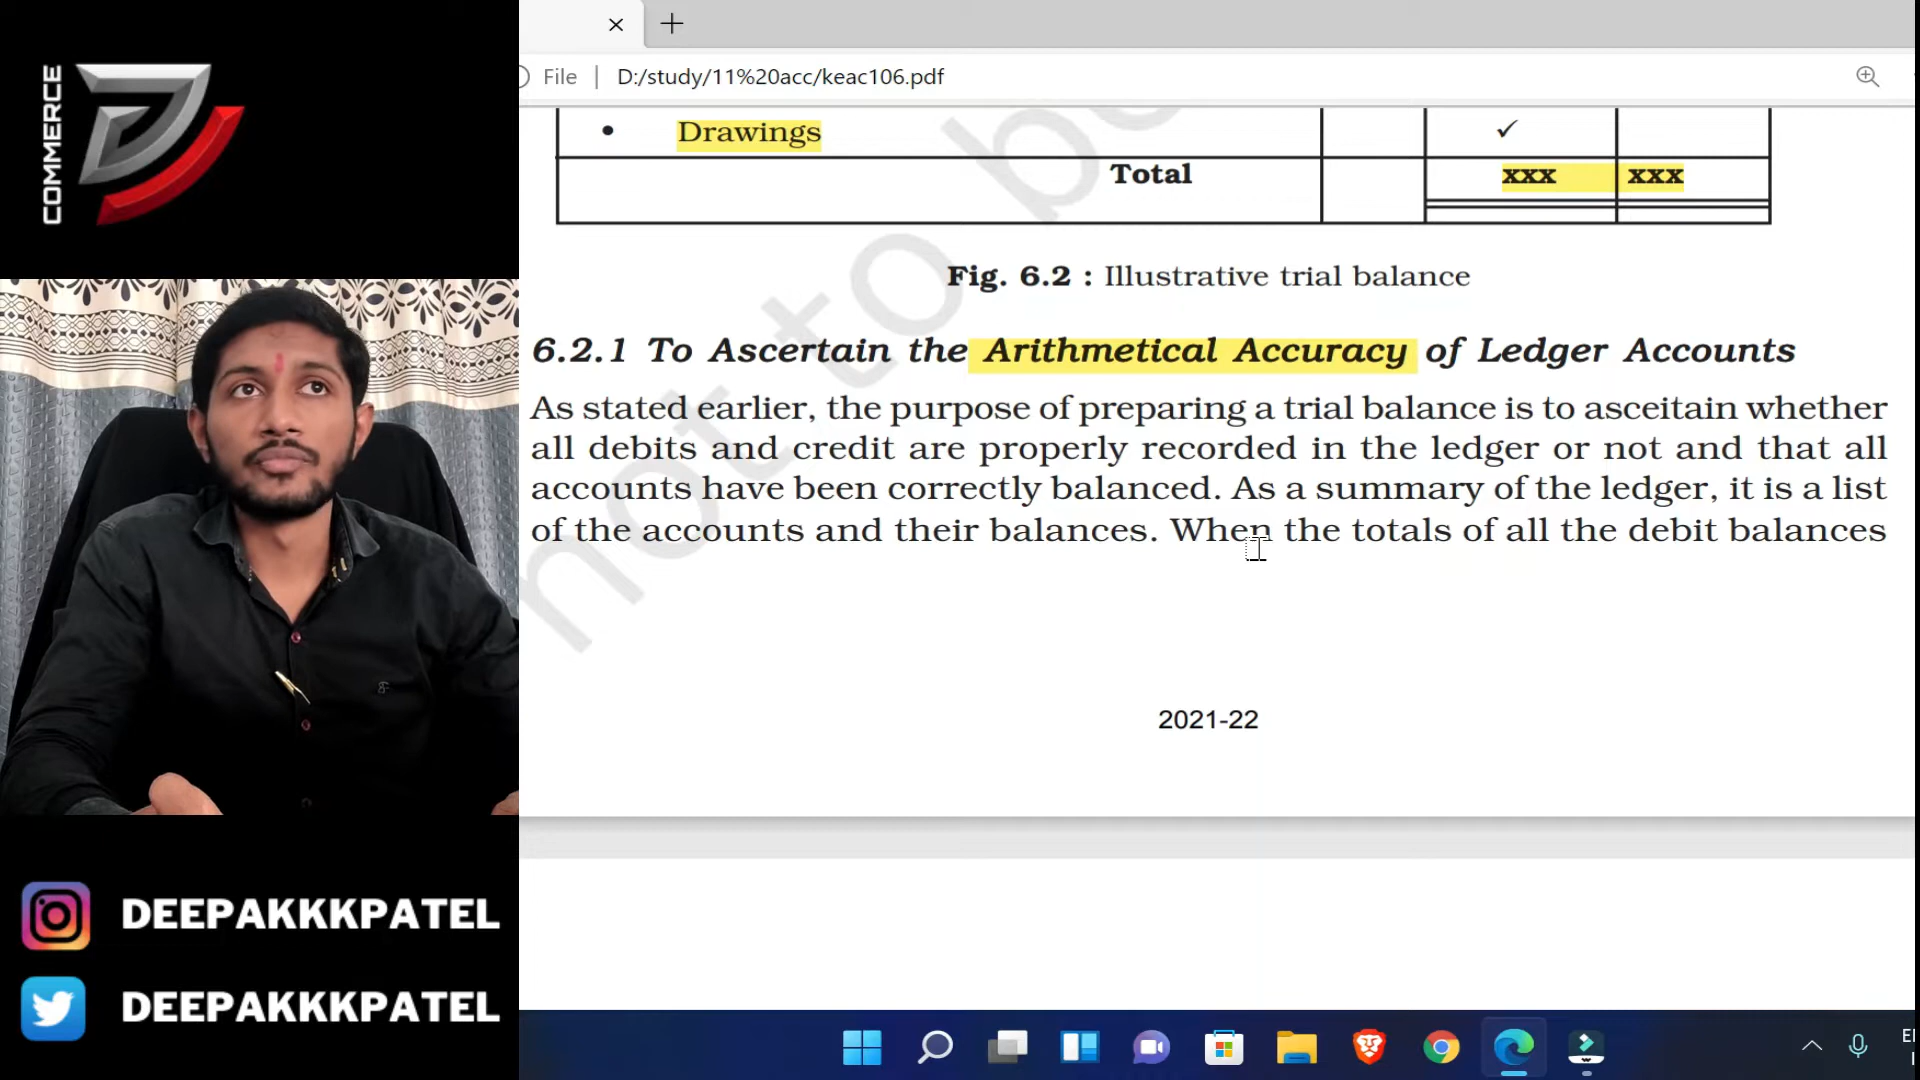 COMMERCE
File | D:/study/11%20acc/keac106.pdf
• Drawings ✓
Total xxx xxx
Fig. 6.2 : Illustrative trial balance
6.2.1 To Ascertain the Arithmetical Accuracy of Ledger Accounts
As stated earlier, the purpose of preparing a trial balance is to asceitain whether
all debits and credit are properly recorded in the ledger or not and that all
accounts have been correctly balanced. As a summary of the ledger, it is a list
of the accounts and their balances. When the totals of all the debit balances
not to b
2021-22
DEEPAKKKPATEL
DEEPAKKKPATEL